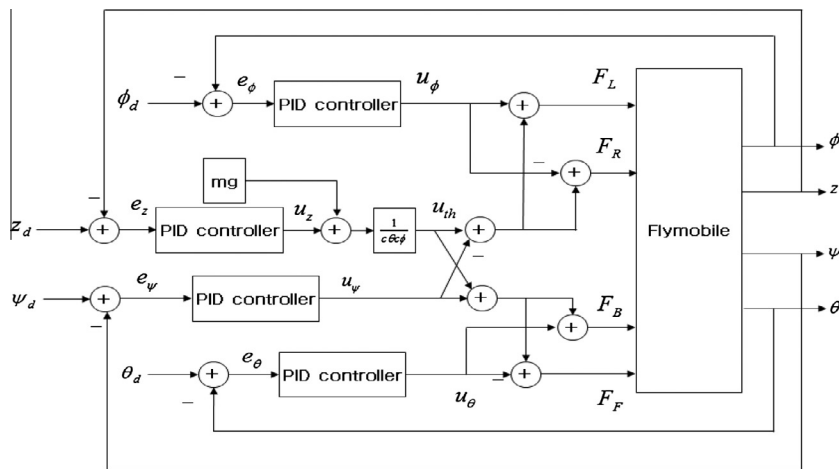 ϕ_d
−
+
e_ϕ
PID controller
u_ϕ
+
F_L
−
+
F_R
mg
z_d
−
+
e_z
PID controller
u_z
+
1/cθcϕ
u_th
+
−
ψ_d
+
−
e_ψ
PID controller
u_ψ
+
+
F_B
θ_d
+
−
e_θ
PID controller
u_θ
−
+
F_F
Flymobile
ϕ
z
ψ
θ